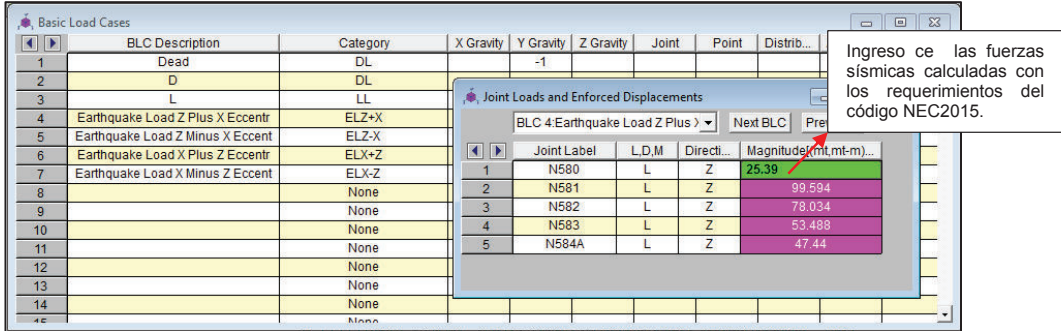 Basic Load Cases
BLC Description Category X Gravity Y Gravity Z Gravity Joint Point Distrib...
1 Dead DL -1
2 D DL
3 L LL
4 Earthquake Load Z Plus X Eccentr ELZ+X
5 Earthquake Load Z Minus X Eccent ELZ-X
6 Earthquake Load X Plus Z Eccentr ELX+Z
7 Earthquake Load X Minus Z Eccent ELX-Z
8 None
9 None
10 None
11 None
12 None
13 None
14 None
15 None
Joint Loads and Enforced Displacements
BLC 4:Earthquake Load Z Plus Next BLC
Joint Label L,D,M Directi... Magnitude[(mt,mt-m)...
1 N580 L Z 25.39
2 N581 L Z 99.594
3 N582 L Z 78.034
4 N583 L Z 53.488
5 N584A L Z 47.44
Ingreso ce las fuerzas
sísmicas calculadas con
los requerimientos del
código NEC2015.